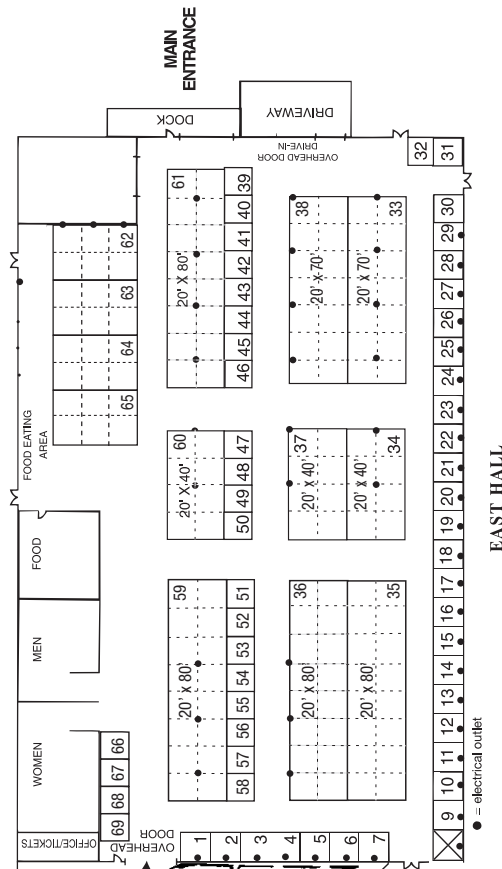 MAIN
ENTRANCE
DOCK
DRIVEWAY
OVERHEAD DOOR
DRIVE-IN
FOOD EATING
AREA
62
63
64
65
FOOD
MEN
WOMEN
OFFICE/TICKETS
66
67
68
69
OVERHEAD
DOOR
61
20' X 80'
39
40
41
42
43
44
45
46
60
20' X 40'
47
48
49
50
59
20' X 80'
51
52
53
54
55
56
57
58
38
20' X 70'
20' X 70'
33
37
20' X 40'
20' X 40'
34
36
20' X 80'
20' X 80'
35
1
2
3
4
5
6
7
32
31
30
29
28
27
26
25
24
23
22
21
20
19
18
17
16
15
14
13
12
11
10
9
EAST HALL
● = electrical outlet